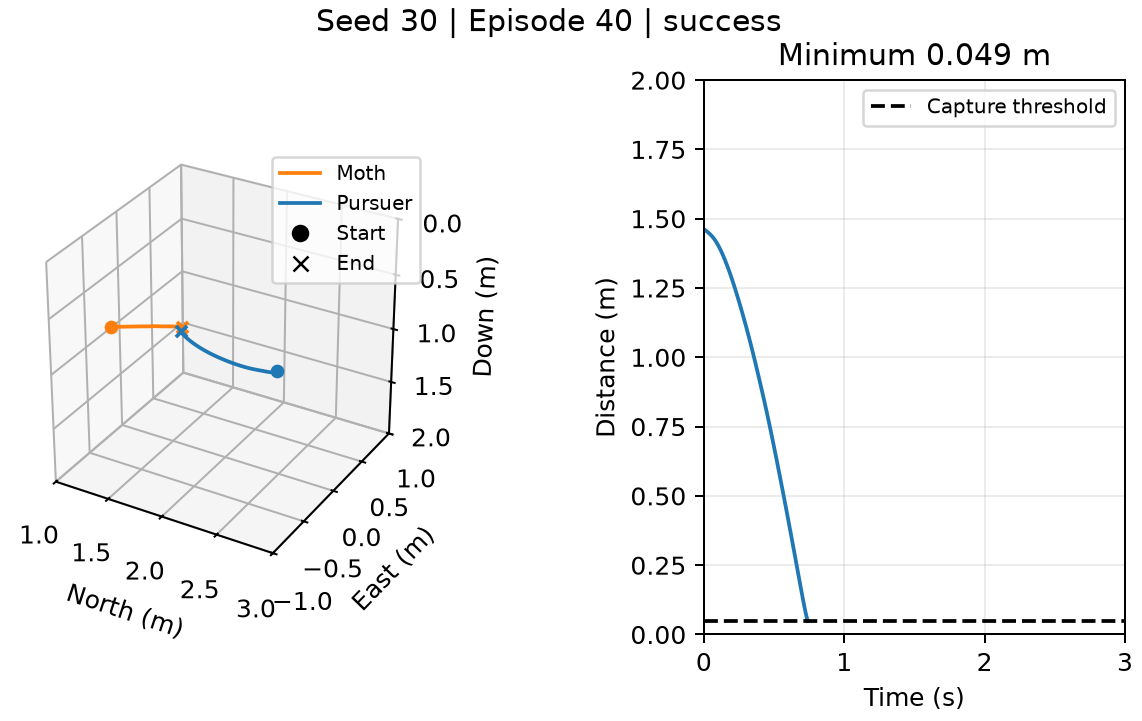 Seed 30 | Episode 40 | success
Moth
Pursuer
Start
End
0.0
0.5
1.0
1.5
2.0
Down (m)
1.0
1.5
2.0
2.5
3.0
North (m)
−1.0
−0.5
0.0
0.5
1.0
East (m)
Minimum 0.049 m
Capture threshold
2.00
1.75
1.50
1.25
1.00
0.75
0.50
0.25
0.00
Distance (m)
0
1
2
3
Time (s)